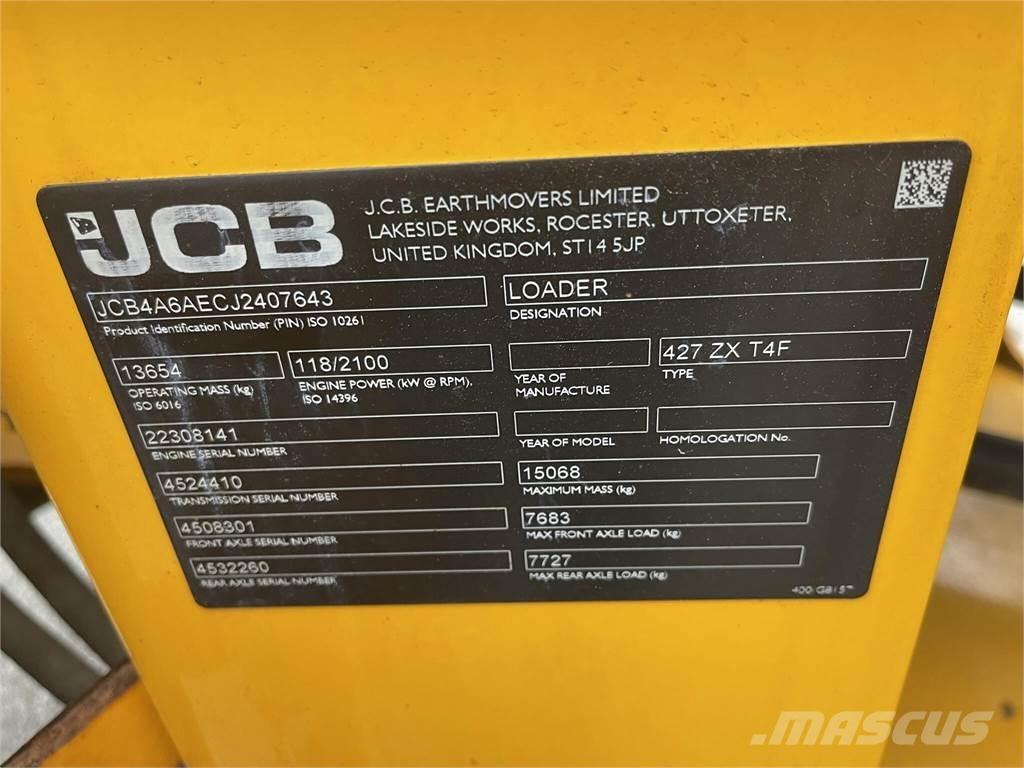 JCB
J.C.B. EARTHMOVERS LIMITED
LAKESIDE WORKS, ROCESTER, UTTOXETER,
UNITED KINGDOM, ST14 5JP
JCB4A6AECJ2407643
Product Identification Number (PIN) ISO 10261
LOADER
DESIGNATION
13654
OPERATING MASS (kg)
ISO 6016
118/2100
ENGINE POWER (kW @ RPM),
ISO 14396
YEAR OF
MANUFACTURE
427 ZX T4F
TYPE
22308141
ENGINE SERIAL NUMBER
YEAR OF MODEL
HOMOLOGATION No.
4524410
TRANSMISSION SERIAL NUMBER
15068
MAXIMUM MASS (kg)
4508301
FRONT AXLE SERIAL NUMBER
7683
MAX FRONT AXLE LOAD (kg)
4532260
REAR AXLE SERIAL NUMBER
7727
MAX REAR AXLE LOAD (kg)
MASCUS